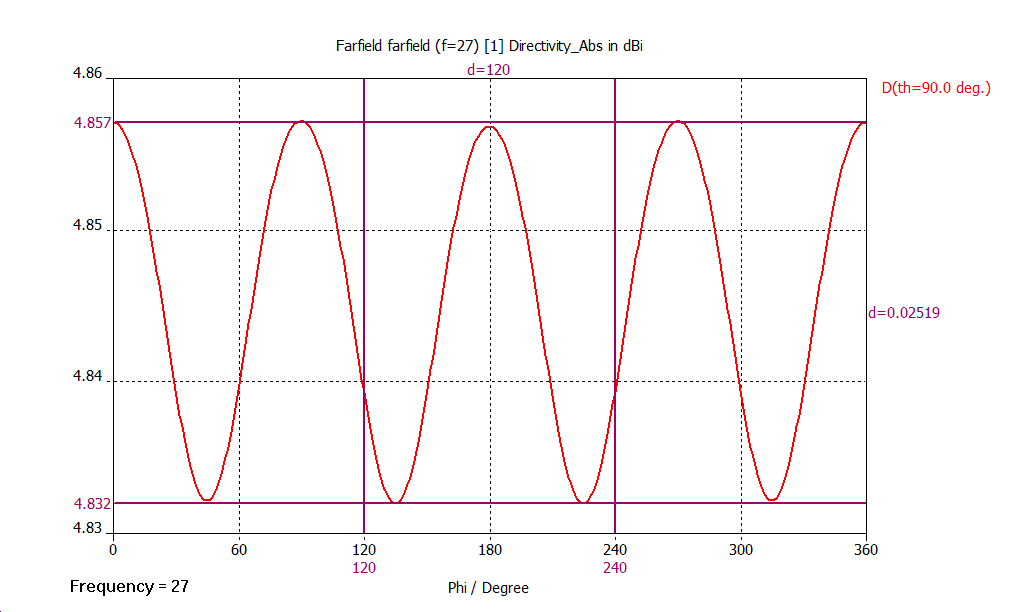 Farfield farfield (f=27) [1] Directivity_Abs in dBi
d=120
4.86
D(th=90.0 deg.)
4.857
4.85
d=0.02519
4.84
4.832
4.83
0 60 120 180 240 300 360
120 240
Frequency = 27
Phi / Degree